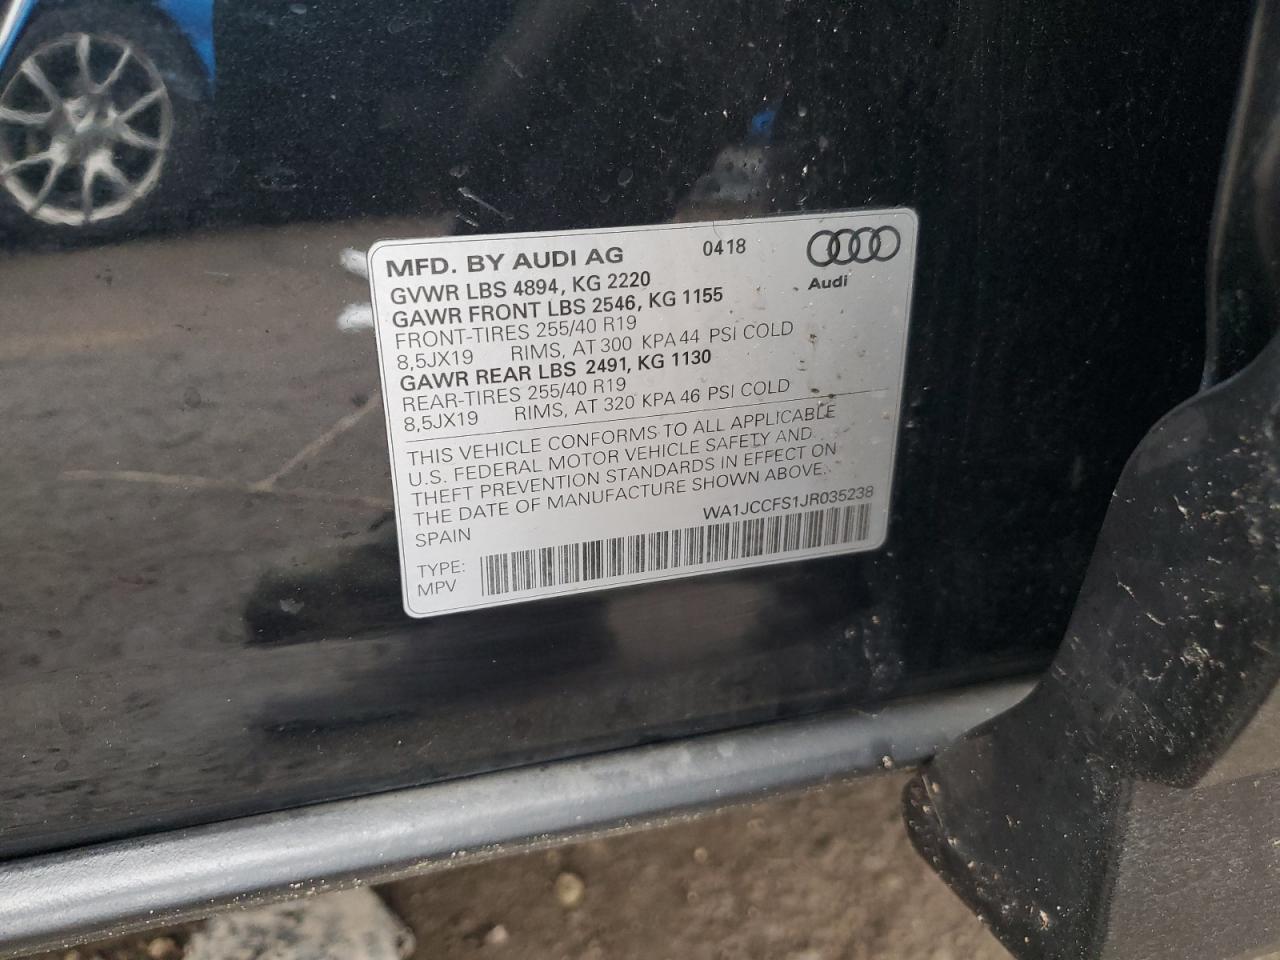 MFD. BY AUDI AG 0418
Audi
GVWR LBS 4894, KG 2220
GAWR FRONT LBS 2546, KG 1155
FRONT-TIRES 255/40 R19
8,5JX19 RIMS, AT 300 KPA 44 PSI COLD
GAWR REAR LBS 2491, KG 1130
REAR-TIRES 255/40 R19
8,5JX19 RIMS, AT 320 KPA 46 PSI COLD
THIS VEHICLE CONFORMS TO ALL APPLICABLE
U.S. FEDERAL MOTOR VEHICLE SAFETY AND
THEFT PREVENTION STANDARDS IN EFFECT ON
THE DATE OF MANUFACTURE SHOWN ABOVE.
SPAIN WA1JCCFS1JR035238
TYPE:
MPV